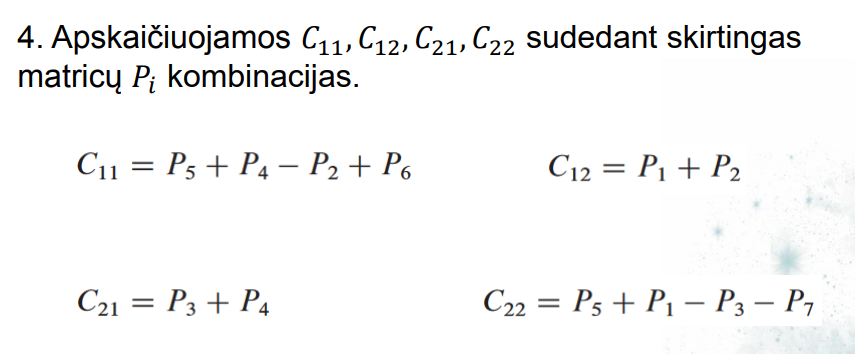 4. Apskaičiuojamos C₁₁, C₁₂, C₂₁, C₂₂ sudedant skirtingas
matricų Pᵢ kombinacijas.
C₁₁ = P₅ + P₄ − P₂ + P₆
C₁₂ = P₁ + P₂
C₂₁ = P₃ + P₄
C₂₂ = P₅ + P₁ − P₃ − P₇